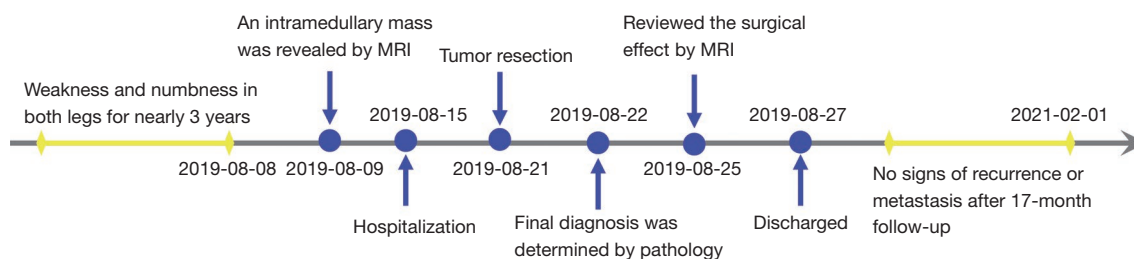 An intramedullary mass
was revealed by MRI
Reviewed the surgical
effect by MRI
Tumor resection
Weakness and numbness in
both legs for nearly 3 years
2019-08-15
2019-08-22
2019-08-27
2021-02-01
2019-08-08
2019-08-09
2019-08-21
2019-08-25
No signs of recurrence or
metastasis after 17-month
follow-up
Hospitalization
Final diagnosis was
determined by pathology
Discharged